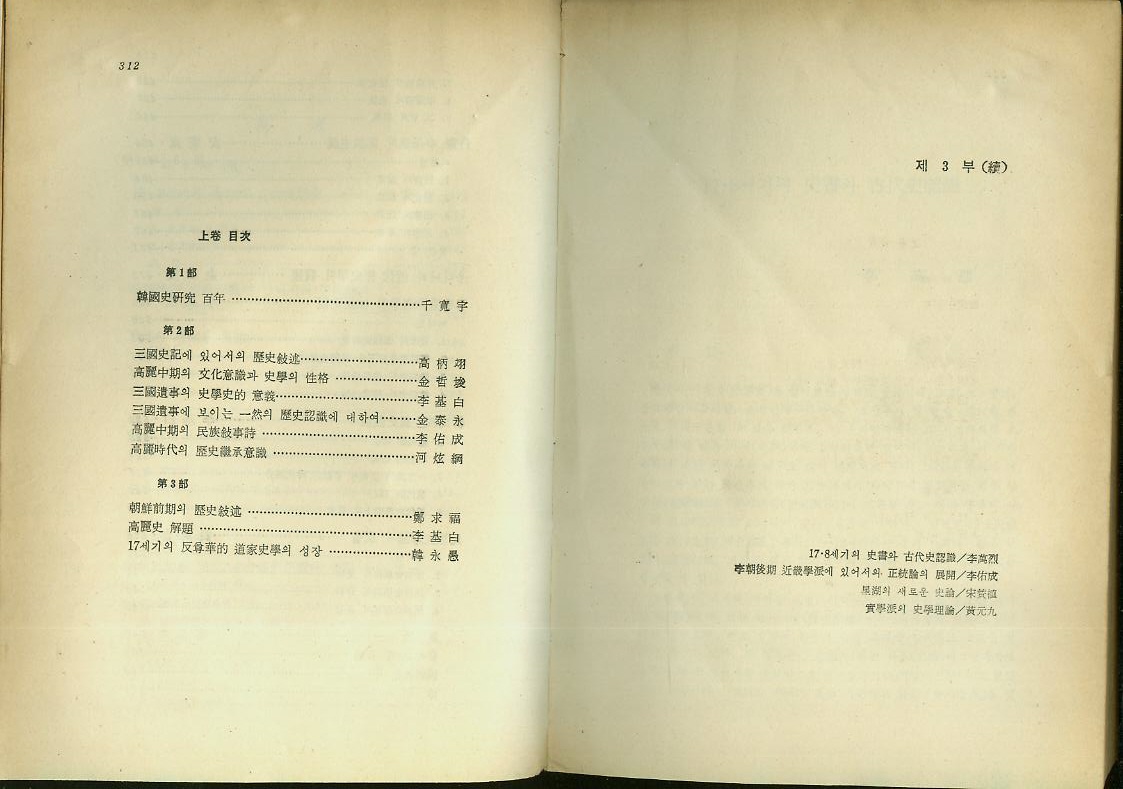 312
上卷 目次
第1部
韓國史研究 百年 ……………………………………千 寬 宇
第2部
三國史記에 있어서의 歷史敍述……………………高 柄 翊
高麗中期의 文化意識과 史學의 性格 ………………金 哲 埈
三國遺事의 史學史的 意義…………………………李 基 白
三國遺事에 보이는 一然의 歷史認識에 대하여………金 泰 永
高麗中期의 民族敍事詩 ……………………………李 佑 成
高麗時代의 歷史繼承意識 …………………………河 炫 綱
第3部
朝鮮前期의 歷史敍述 ………………………………鄭 求 福
高麗史 解題 …………………………………………李 基 白
17세기의 反尊華的 道家史學의 성장 ………………韓 永 愚
제 3 부 (續)
17·8세기의 史書와 古代史認識／李萬烈
李朝後期 近畿學派에 있어서의 正統論의 展開／李佑成
星湖의 새로운 史論／宋贊植
實學派의 史學理論／黃元九